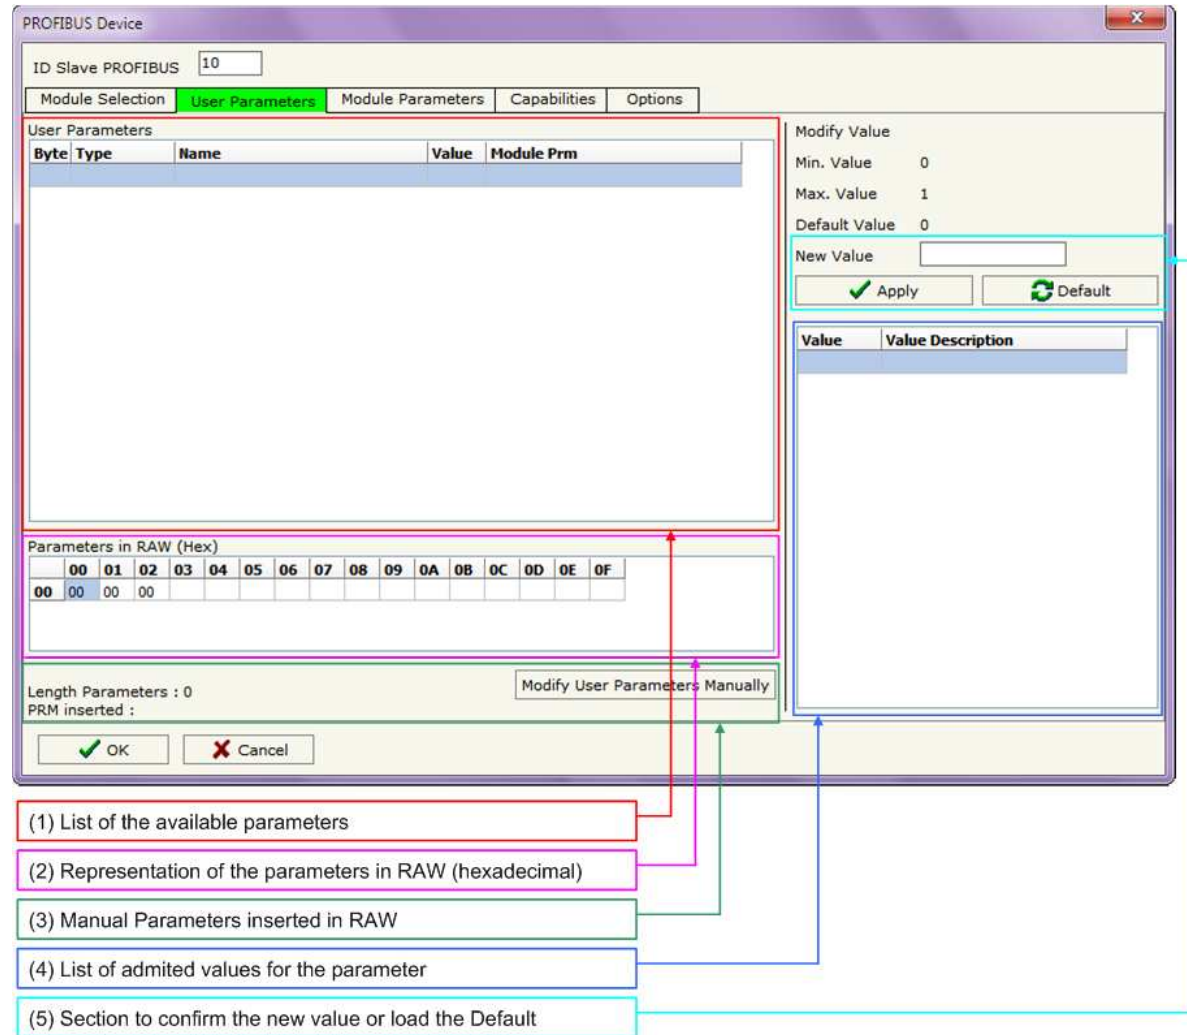 PROFIBUS Device
ID Slave PROFIBUS 10
Module Selection User Parameters Module Parameters Capabilities Options
User Parameters
Byte Type Name Value Module Prm
Modify Value
Min. Value 0
Max. Value 1
Default Value 0
New Value
Apply Default
Value Value Description
Parameters in RAW (Hex)
00 01 02 03 04 05 06 07 08 09 0A 0B 0C 0D 0E 0F
00 00 00 00
Length Parameters : 0
PRM inserted :
Modify User Parameters Manually
OK Cancel
(1) List of the available parameters
(2) Representation of the parameters in RAW (hexadecimal)
(3) Manual Parameters inserted in RAW
(4) List of admited values for the parameter
(5) Section to confirm the new value or load the Default